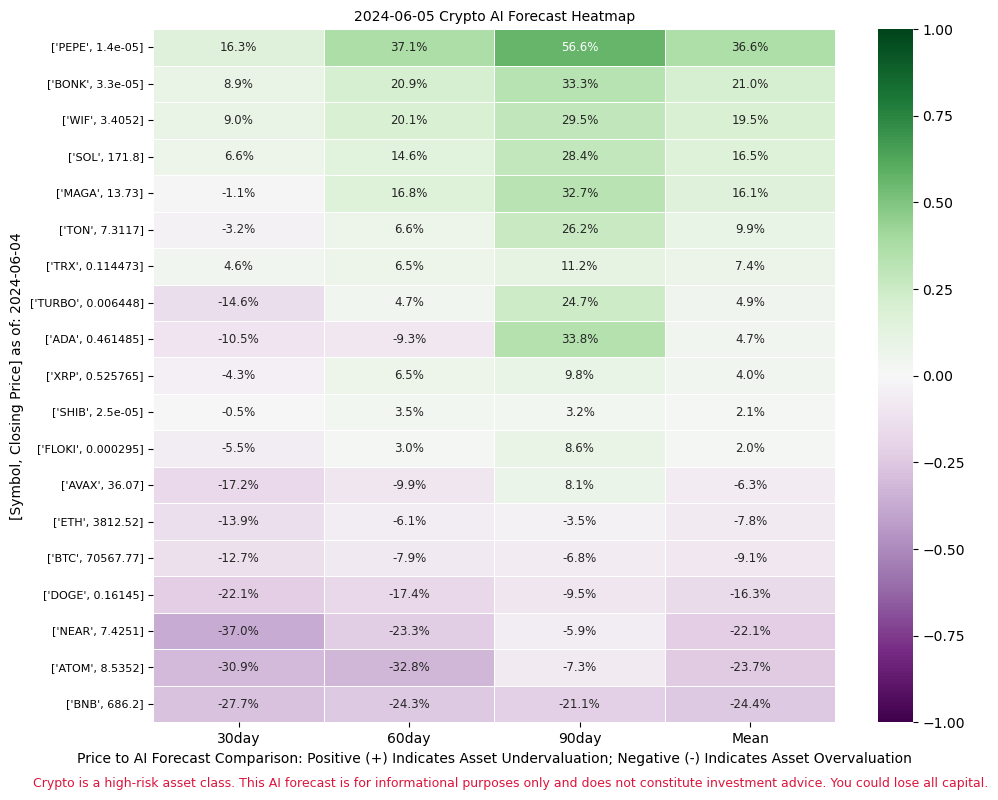 2024-06-05 Crypto AI Forecast Heatmap
['PEPE', 1.4e-05] 16.3% 37.1% 56.6% 36.6%
['BONK', 3.3e-05] 8.9% 20.9% 33.3% 21.0%
['WIF', 3.4052] 9.0% 20.1% 29.5% 19.5%
['SOL', 171.8] 6.6% 14.6% 28.4% 16.5%
['MAGA', 13.73] -1.1% 16.8% 32.7% 16.1%
['TON', 7.3117] -3.2% 6.6% 26.2% 9.9%
['TRX', 0.114473] 4.6% 6.5% 11.2% 7.4%
['TURBO', 0.006448] -14.6% 4.7% 24.7% 4.9%
['ADA', 0.461485] -10.5% -9.3% 33.8% 4.7%
['XRP', 0.525765] -4.3% 6.5% 9.8% 4.0%
['SHIB', 2.5e-05] -0.5% 3.5% 3.2% 2.1%
['FLOKI', 0.000295] -5.5% 3.0% 8.6% 2.0%
['AVAX', 36.07] -17.2% -9.9% 8.1% -6.3%
['ETH', 3812.52] -13.9% -6.1% -3.5% -7.8%
['BTC', 70567.77] -12.7% -7.9% -6.8% -9.1%
['DOGE', 0.16145] -22.1% -17.4% -9.5% -16.3%
['NEAR', 7.4251] -37.0% -23.3% -5.9% -22.1%
['ATOM', 8.5352] -30.9% -32.8% -7.3% -23.7%
['BNB', 686.2] -27.7% -24.3% -21.1% -24.4%
30day 60day 90day Mean
[Symbol, Closing Price] as of: 2024-06-04
1.00
0.75
0.50
0.25
0.00
−0.25
−0.50
−0.75
−1.00
Price to AI Forecast Comparison: Positive (+) Indicates Asset Undervaluation; Negative (-) Indicates Asset Overvaluation
Crypto is a high-risk asset class. This AI forecast is for informational purposes only and does not constitute investment advice. You could lose all capital.